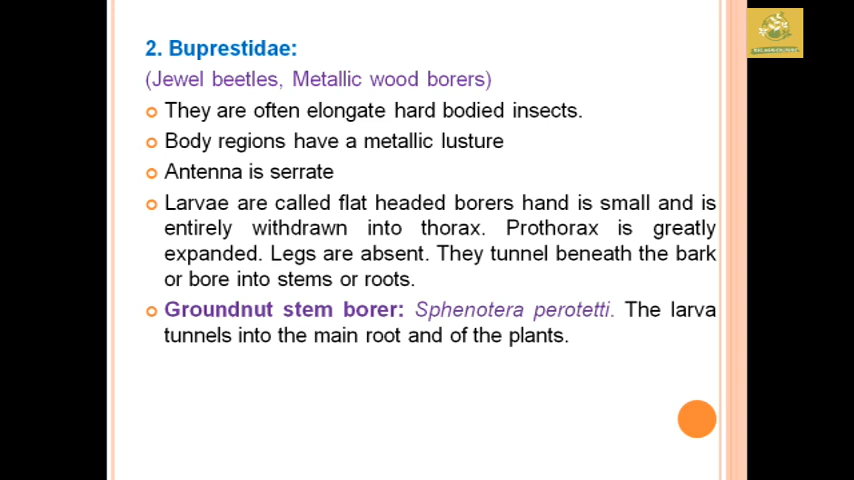 2. Buprestidae:
(Jewel beetles, Metallic wood borers)
They are often elongate hard bodied insects.
Body regions have a metallic lusture
Antenna is serrate
Larvae are called flat headed borers hand is small and is
entirely withdrawn into thorax. Prothorax is greatly
expanded. Legs are absent. They tunnel beneath the bark
or bore into stems or roots.
Groundnut stem borer: Sphenotera perotetti. The larva
tunnels into the main root and of the plants.